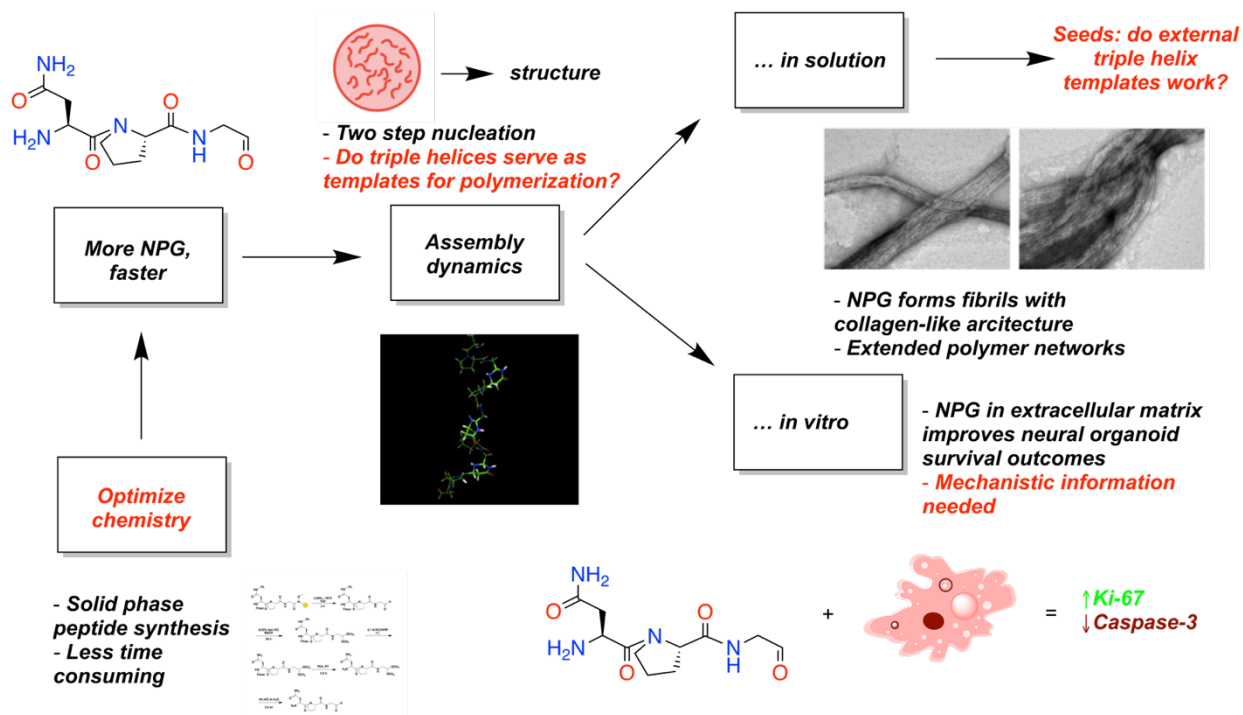 NH₂
O
H₂N
O
N
O
N
H
O
structure
- Two step nucleation
- Do triple helices serve as
templates for polymerization?
... in solution
Seeds: do external
triple helix
templates work?
More NPG,
faster
Assembly
dynamics
- NPG forms fibrils with
collagen-like arcitecture
- Extended polymer networks
... in vitro
- NPG in extracellular matrix
improves neural organoid
survival outcomes
- Mechanistic information
needed
Optimize
chemistry
- Solid phase
peptide synthesis
- Less time
consuming
NH₂
O
H₂N
O
N
O
N
H
O
+
=
↑Ki-67
↓Caspase-3